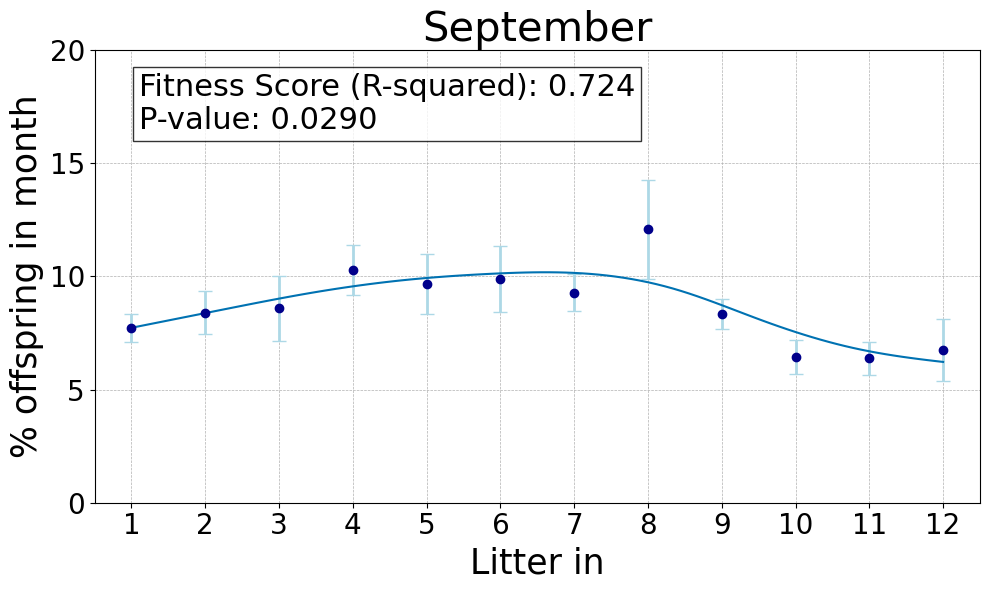 September
Fitness Score (R-squared): 0.724
P-value: 0.0290
% offspring in month
20
15
10
5
0
1 2 3 4 5 6 7 8 9 10 11 12
Litter in